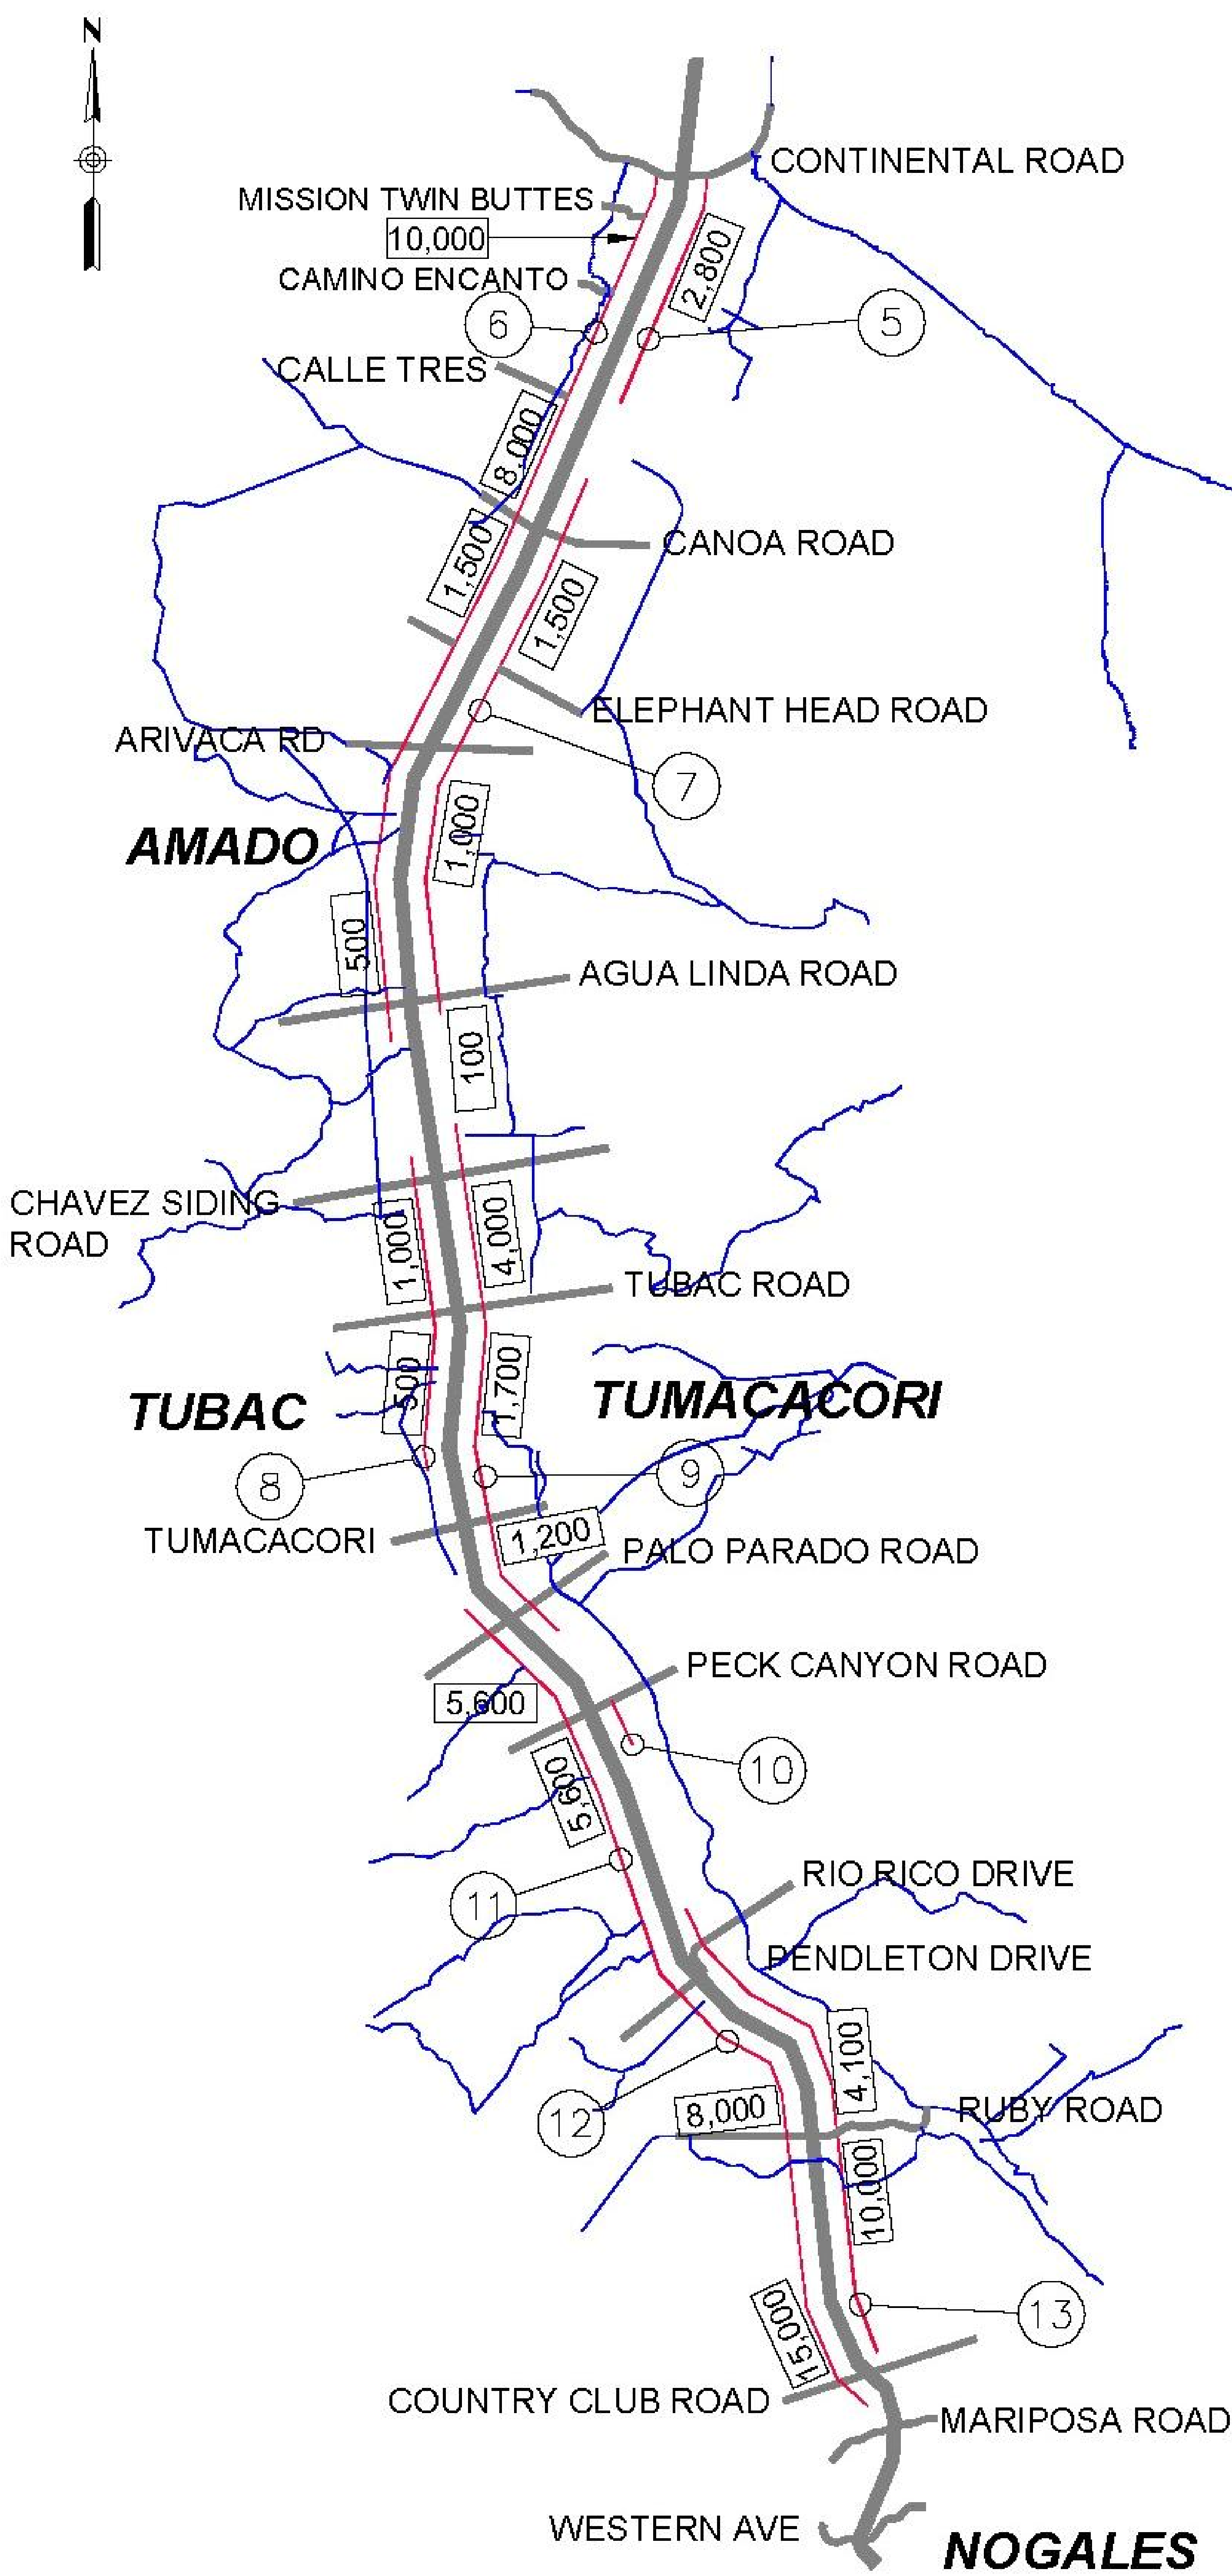 N
CONTINENTAL ROAD
MISSION TWIN BUTTES
10,000
2,800
CAMINO ENCANTO
6
5
CALLE TRES
8,000
1,500
CANOA ROAD
1,500
ELEPHANT HEAD ROAD
ARIVACA RD
7
1,000
AMADO
500
AGUA LINDA ROAD
100
CHAVEZ SIDING
ROAD
1,000
4,000
TUBAC ROAD
500
1,700
TUBAC
TUMACACORI
8
9
TUMACACORI
1,200
PALO PARADO ROAD
PECK CANYON ROAD
5,600
5,600
10
11
RIO RICO DRIVE
PENDLETON DRIVE
4,100
12
8,000
RUBY ROAD
10,000
13
15,000
COUNTRY CLUB ROAD
MARIPOSA ROAD
WESTERN AVE
NOGALES